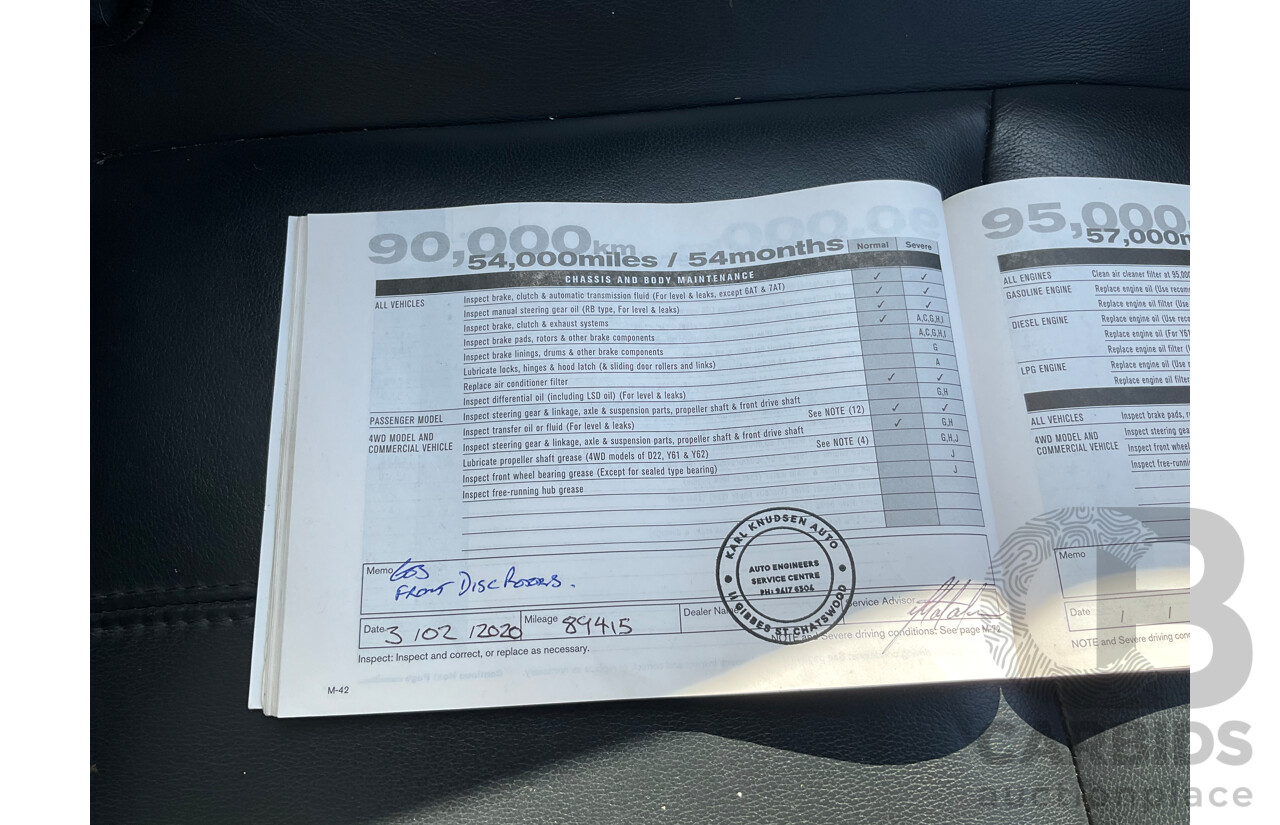 90,000km
54,000miles / 54months
Normal Severe
CHASSIS AND BODY MAINTENANCE
ALL VEHICLES
Inspect brake, clutch & automatic transmission fluid (For level & leaks, except 6AT & 7AT) ✓ ✓
Inspect manual steering gear oil (RB type, For level & leaks) ✓ ✓
Inspect brake, clutch & exhaust systems ✓ ✓
Inspect brake pads, rotors & other brake components ✓ A,C,G,H,I
Inspect brake linings, drums & other brake components A,C,G,H,I
Lubricate locks, hinges & hood latch (& sliding door rollers and links) G
Replace air conditioner filter A
Inspect differential oil (including LSD oil) (For level & leaks) ✓ ✓
PASSENGER MODEL
Inspect steering gear & linkage, axle & suspension parts, propeller shaft & front drive shaft G,H
4WD MODEL AND
COMMERCIAL VEHICLE
Inspect transfer oil or fluid (For level & leaks) See NOTE (12) ✓ ✓
Inspect steering gear & linkage, axle & suspension parts, propeller shaft & front drive shaft ✓ G,H
Lubricate propeller shaft grease (4WD models of D22, Y61 & Y62) See NOTE (4) G,H,J
Inspect front wheel bearing grease (Except for sealed type bearing) J
Inspect free-running hub grease J
Memo
FRONT DISC ROTORS.
Date 3 / 02 / 2020
Mileage 89415
Dealer Name
Service Advisor
KARL KNUDSEN AUTO
AUTO ENGINEERS
SERVICE CENTRE
PH: 9417 6304
11 GIBBES ST CHATSWOOD
Inspect: Inspect and correct, or replace as necessary.
NOTE and Severe driving conditions: See page M-39
M-42
95,000
57,000m
ALL ENGINES
Clean air cleaner filter at 95,00
GASOLINE ENGINE
Replace engine oil (Use recom
Replace engine oil filter (Use
DIESEL ENGINE
Replace engine oil (Use reco
Replace engine oil (For Y61
Replace engine oil filter (
LPG ENGINE
Replace engine oil (Use r
Replace engine oil filter
ALL VEHICLES
Inspect brake pads, r
4WD MODEL AND
COMMERCIAL VEHICLE
Inspect steering gea
Inspect front wheel
Inspect free-runnin
Memo
Date / /
NOTE and Severe driving con
CARBIDS
auctionplace